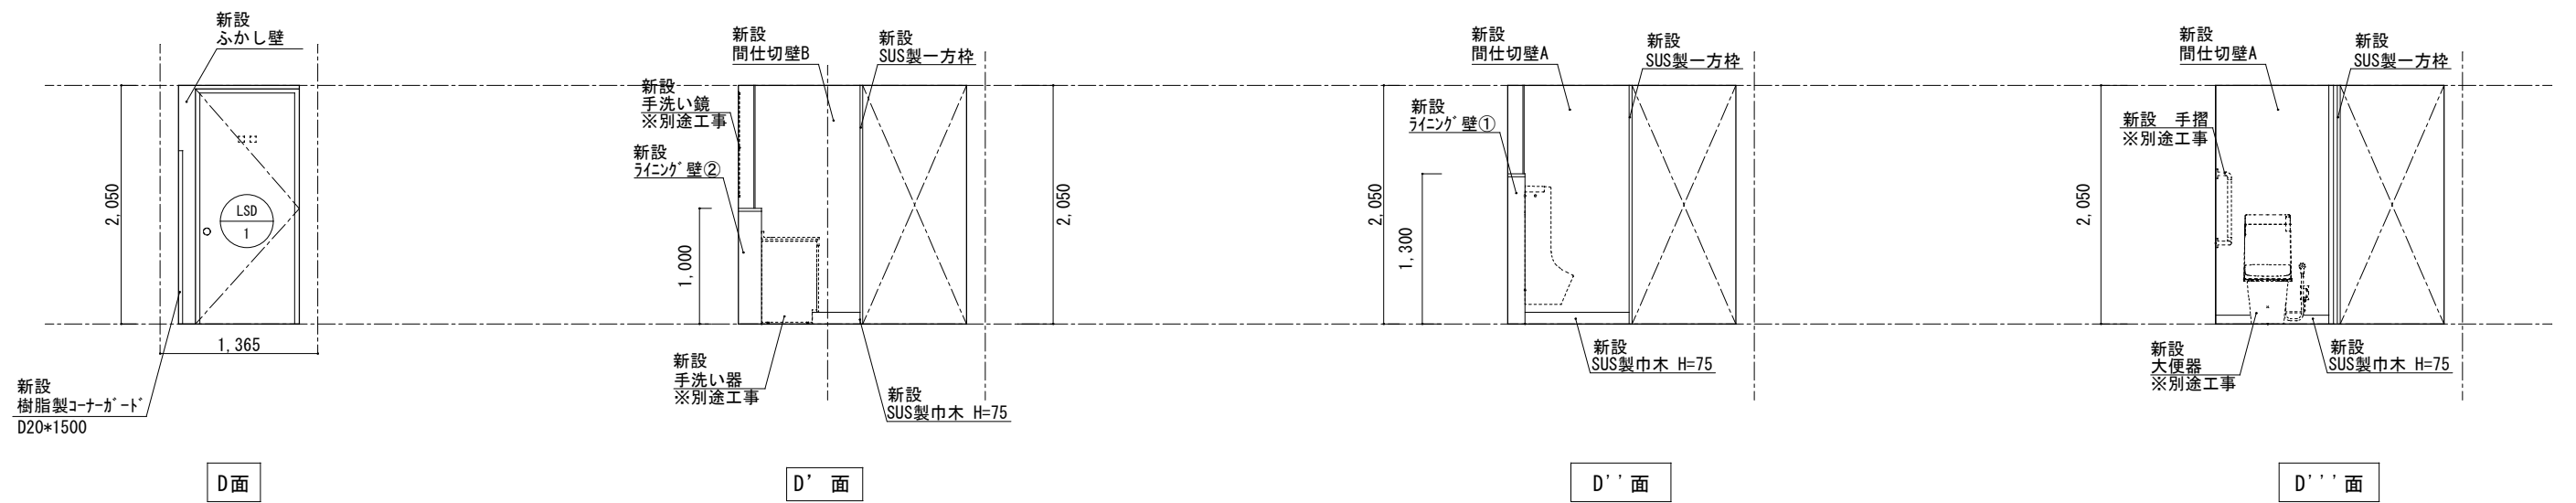 新設
ふかし壁
2,050
LSD
1
1,365
新設
樹脂製ｺｰﾅｰｶﾞｰﾄﾞ
D20*1500
D面
新設
間仕切壁B
新設
SUS製一方枠
新設
手洗い鏡
※別途工事
新設
ﾗｲﾆﾝｸﾞ壁②
1,000
2,050
新設
手洗い器
※別途工事
新設
SUS製巾木 H=75
D' 面
新設
間仕切壁A
新設
SUS製一方枠
新設
ﾗｲﾆﾝｸﾞ壁①
2,050
1,300
新設
SUS製巾木 H=75
D''面
新設
間仕切壁A
新設
SUS製一方枠
新設 手摺
※別途工事
2,050
新設
大便器
※別途工事
新設
SUS製巾木 H=75
D'''面